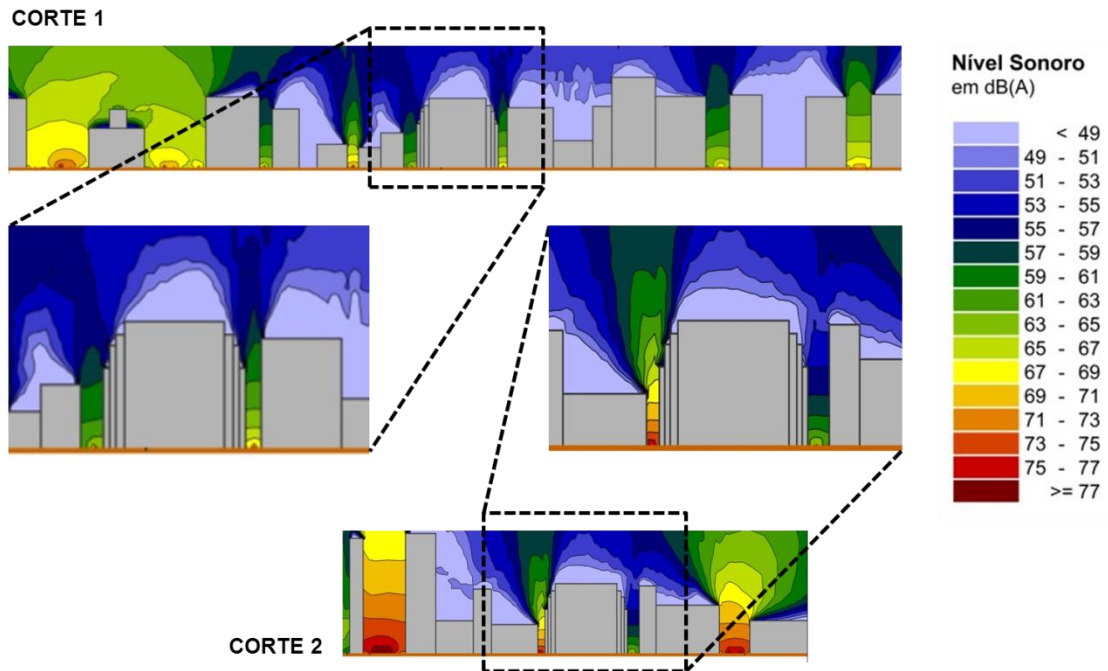 CORTE 1
Nível Sonoro
em dB(A)
< 49
49 - 51
51 - 53
53 - 55
55 - 57
57 - 59
59 - 61
61 - 63
63 - 65
65 - 67
67 - 69
69 - 71
71 - 73
73 - 75
75 - 77
>= 77
CORTE 2